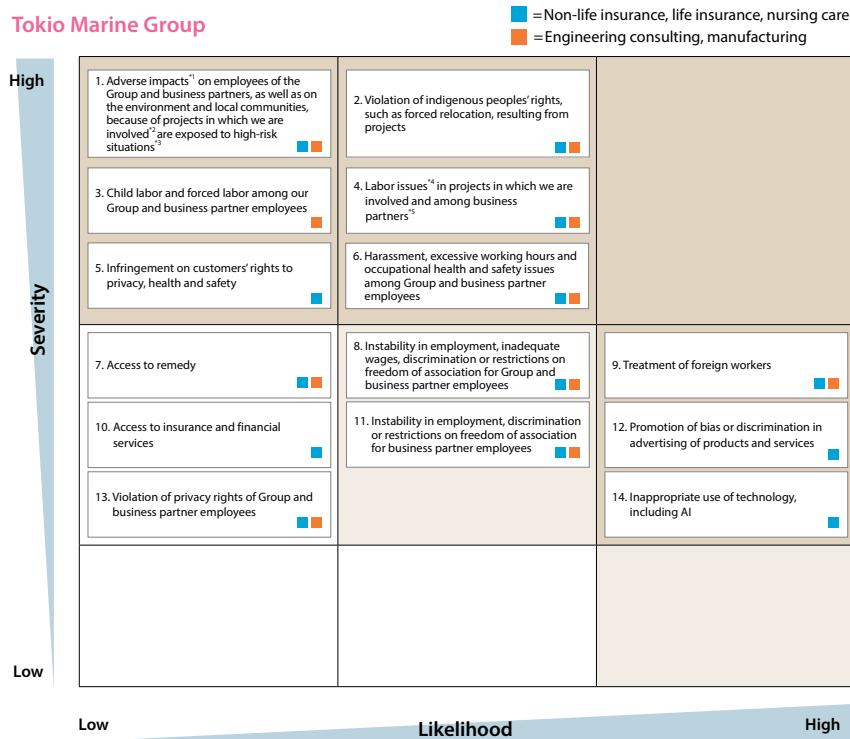 Tokio Marine Group
=Non-life insurance, life insurance, nursing care
=Engineering consulting, manufacturing
High
Severity
Low
1. Adverse impacts*1 on employees of the
Group and business partners, as well as on
the environment and local communities,
because of projects in which we are
involved*2 are exposed to high-risk
situations*3
2. Violation of indigenous peoples' rights,
such as forced relocation, resulting from
projects
3. Child labor and forced labor among our
Group and business partner employees
4. Labor issues*4 in projects in which we are
involved and among business
partners*5
5. Infringement on customers' rights to
privacy, health and safety
6. Harassment, excessive working hours and
occupational health and safety issues
among Group and business partner
employees
7. Access to remedy
8. Instability in employment, inadequate
wages, discrimination or restrictions on
freedom of association for Group and
business partner employees
9. Treatment of foreign workers
10. Access to insurance and financial
services
11. Instability in employment, discrimination
or restrictions on freedom of association
for business partner employees
12. Promotion of bias or discrimination in
advertising of products and services
13. Violation of privacy rights of Group and
business partner employees
14. Inappropriate use of technology,
including AI
Low
Likelihood
High